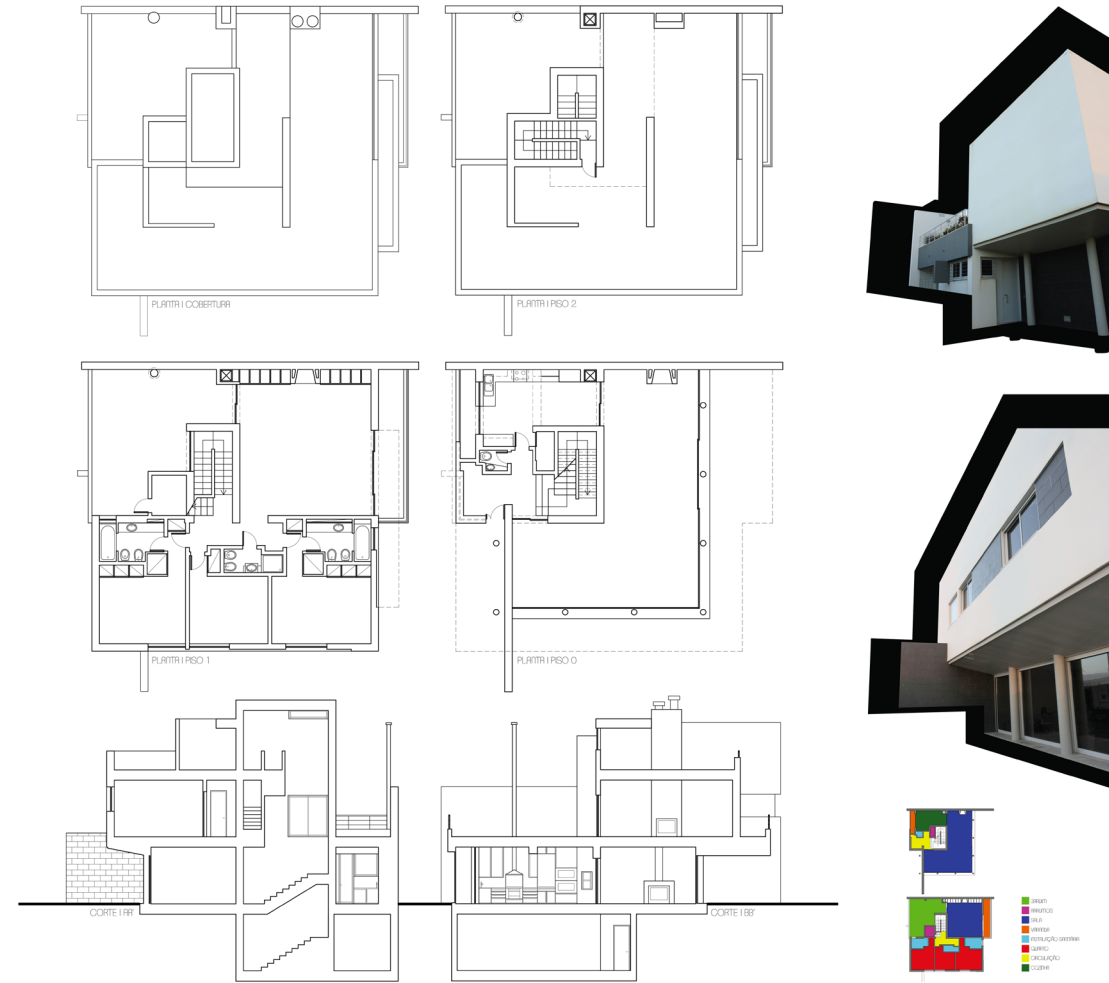 PLANTA | COBERTURA
PLANTA | PISO 2
PLANTA | PISO 1
PLANTA | PISO 0
CORTE | AA'
CORTE | BB'
JARDIM
ARRUMOS
SALA
VARANDA
INSTALAÇÃO SANITÁRIA
QUARTO
CIRCULAÇÃO
COZINHA